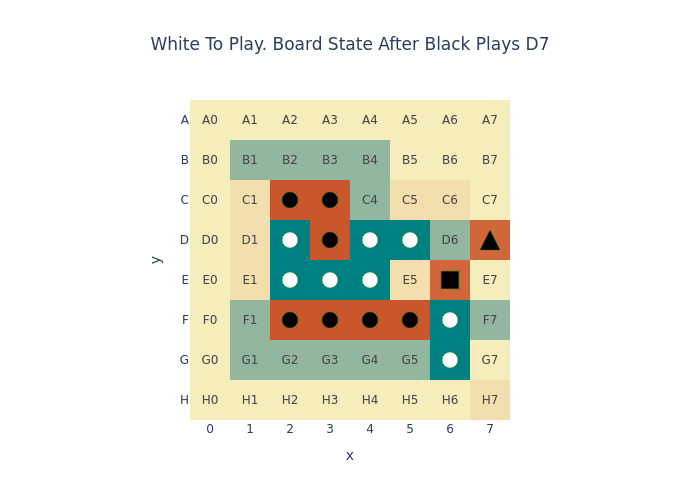 White To Play. Board State After Black Plays D7
A A0 A1 A2 A3 A4 A5 A6 A7
B B0 B1 B2 B3 B4 B5 B6 B7
C C0 C1 C4 C5 C6 C7
D D0 D1 D6
E E0 E1 E5 E7
F F0 F1 F7
G G0 G1 G2 G3 G4 G5 G7
H H0 H1 H2 H3 H4 H5 H6 H7
0 1 2 3 4 5 6 7
x
y